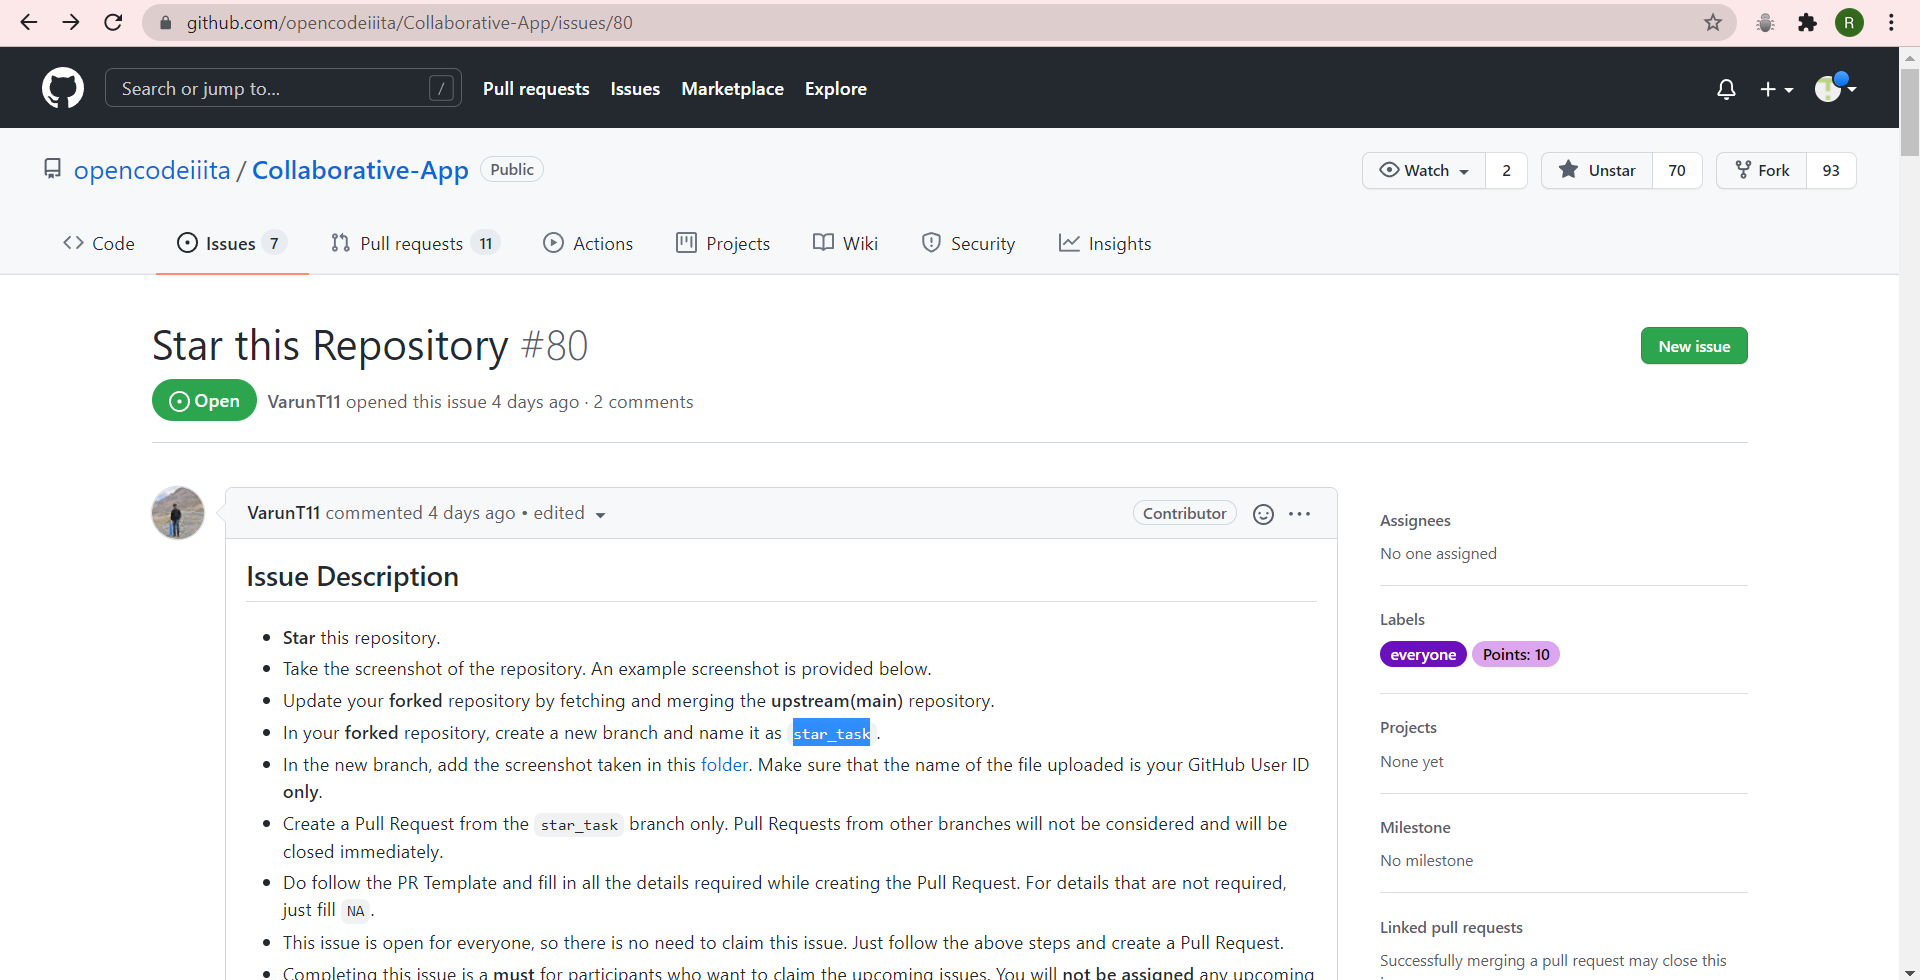 github.com/opencodeiiita/Collaborative-App/issues/80
R
Search or jump to... /
Pull requests Issues Marketplace Explore
opencodeiiita / Collaborative-App Public
Watch 2 Unstar 70 Fork 93
Code Issues 7 Pull requests 11 Actions Projects Wiki Security Insights
Star this Repository #80
New issue
Open VarunT11 opened this issue 4 days ago · 2 comments
VarunT11 commented 4 days ago • edited Contributor
Issue Description
• Star this repository.
• Take the screenshot of the repository. An example screenshot is provided below.
• Update your forked repository by fetching and merging the upstream(main) repository.
• In your forked repository, create a new branch and name it as star_task .
• In the new branch, add the screenshot taken in this folder. Make sure that the name of the file uploaded is your GitHub User ID
only.
• Create a Pull Request from the star_task branch only. Pull Requests from other branches will not be considered and will be
closed immediately.
• Do follow the PR Template and fill in all the details required while creating the Pull Request. For details that are not required,
just fill NA .
• This issue is open for everyone, so there is no need to claim this issue. Just follow the above steps and create a Pull Request.
• Completing this issue is a must for participants who want to claim the upcoming issues. You will not be assigned any upcoming
Assignees
No one assigned
Labels
everyone Points: 10
Projects
None yet
Milestone
No milestone
Linked pull requests
Successfully merging a pull request may close this